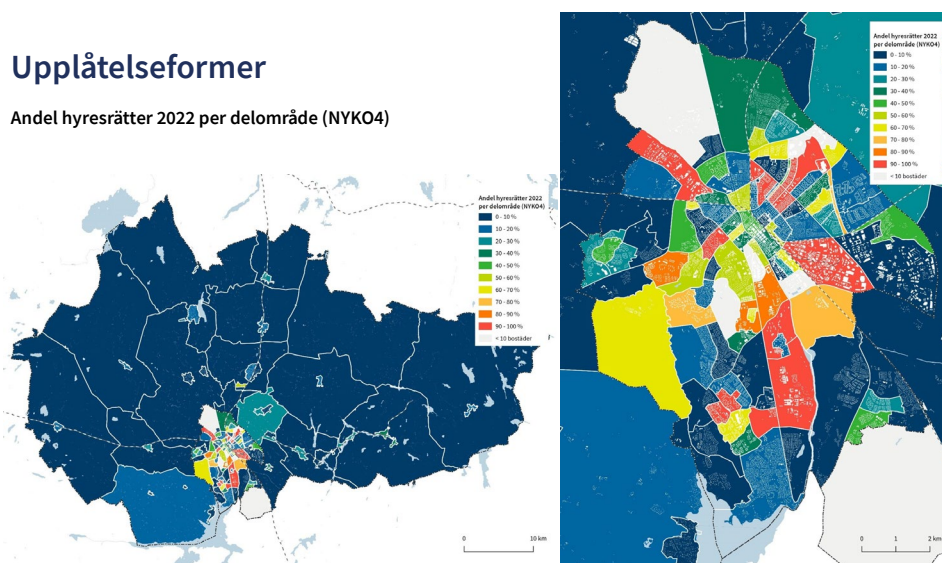 Upplåtelseformer
Andel hyresrätter 2022 per delområde (NYKO4)
Andel hyresrätter 2022
per delområde (NYKO4)
0 - 10 %
10 - 20 %
20 - 30 %
30 - 40 %
40 - 50 %
50 - 60 %
60 - 70 %
70 - 80 %
80 - 90 %
90 - 100 %
< 10 bostäder
0 10 km
Andel hyresrätter 2022
per delområde (NYKO4)
0 - 10 %
10 - 20 %
20 - 30 %
30 - 40 %
40 - 50 %
50 - 60 %
60 - 70 %
70 - 80 %
80 - 90 %
90 - 100 %
< 10 bostäder
0 1 2 km